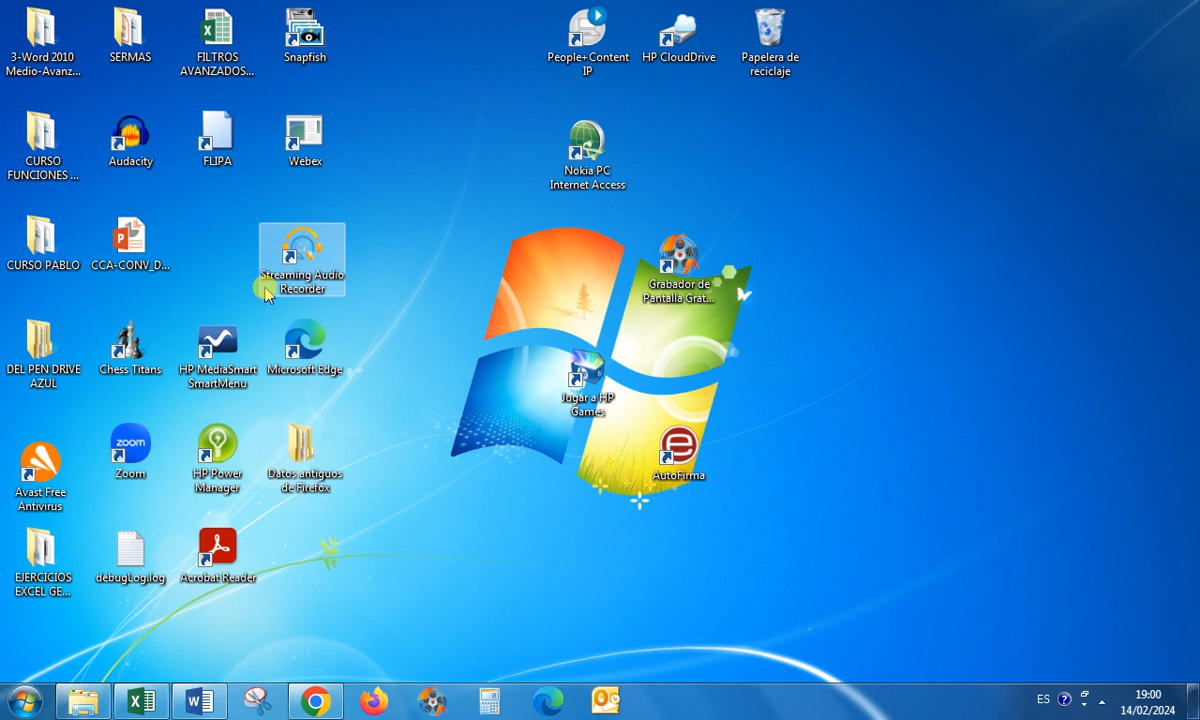 3-Word 2010
Medio-Avanz...
SERMAS
FILTROS
AVANZADOS...
Snapfish
People+Content
IP
HP CloudDrive
Papelera de
reciclaje
CURSO
FUNCIONES ...
Audacity
FLIPA
Webex
Nokia PC
Internet Access
CURSO PABLO
CCA-CONV_D...
Streaming Audio
Recorder
Grabador de
Pantalla Grat...
DEL PEN DRIVE
AZUL
Chess Titans
HP MediaSmart
SmartMenu
Microsoft Edge
Jugar a HP
Games
Avast Free
Antivirus
zoom
Zoom
HP Power
Manager
Datos antiguos
de Firefox
AutoFirma
EJERCICIOS
EXCEL GE...
debugLog.log
Acrobat Reader
ES
19:00
14/02/2024